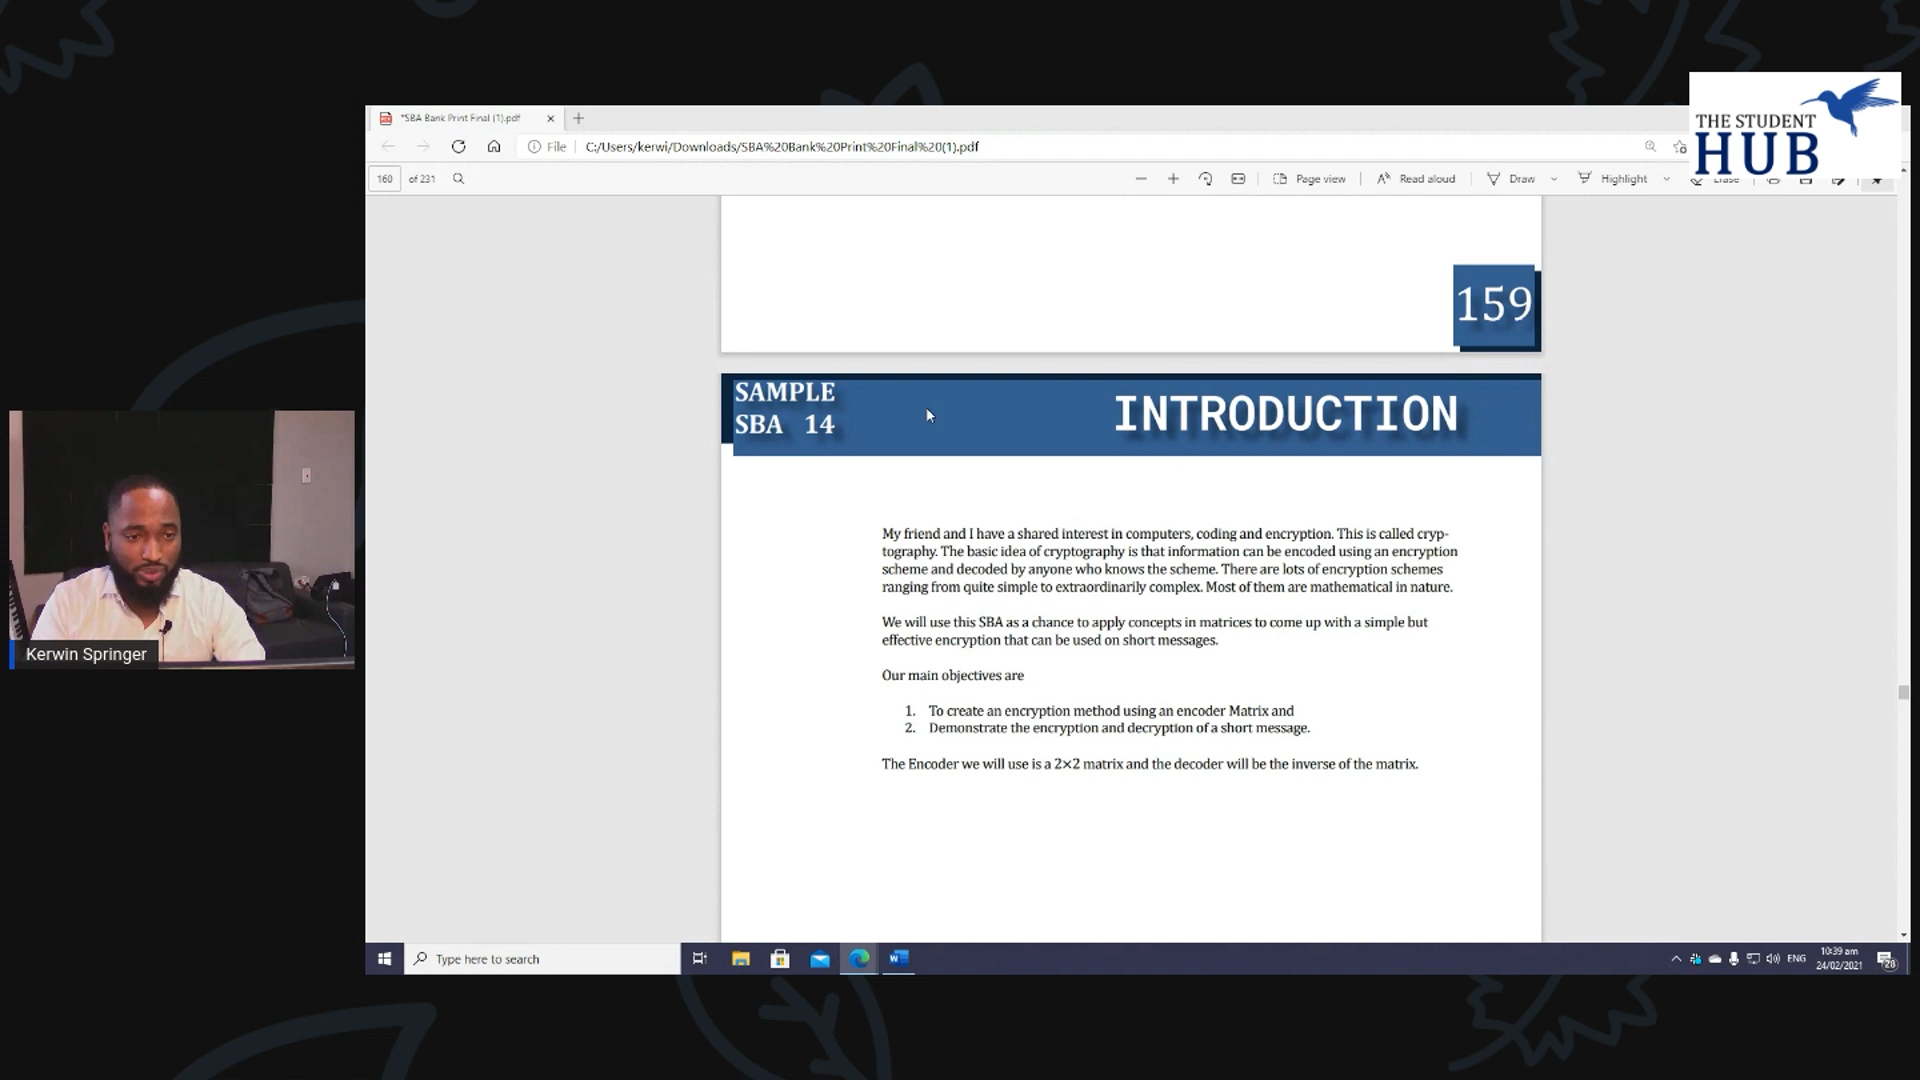 THE STUDENT
HUB
*SBA Bank Print Final (1).pdf
File
C:/Users/kerwi/Downloads/SBA%20Bank%20Print%20Final%20(1).pdf
160 of 231
Page view
Read aloud
Draw
Highlight
Erase
159
SAMPLE
SBA 14
INTRODUCTION
My friend and I have a shared interest in computers, coding and encryption. This is called cryp-
tography. The basic idea of cryptography is that information can be encoded using an encryption
scheme and decoded by anyone who knows the scheme. There are lots of encryption schemes
ranging from quite simple to extraordinarily complex. Most of them are mathematical in nature.
We will use this SBA as a chance to apply concepts in matrices to come up with a simple but
effective encryption that can be used on short messages.
Our main objectives are
1. To create an encryption method using an encoder Matrix and
2. Demonstrate the encryption and decryption of a short message.
The Encoder we will use is a 2×2 matrix and the decoder will be the inverse of the matrix.
Kerwin Springer
Type here to search
ENG
10:39 am
24/02/2021
28